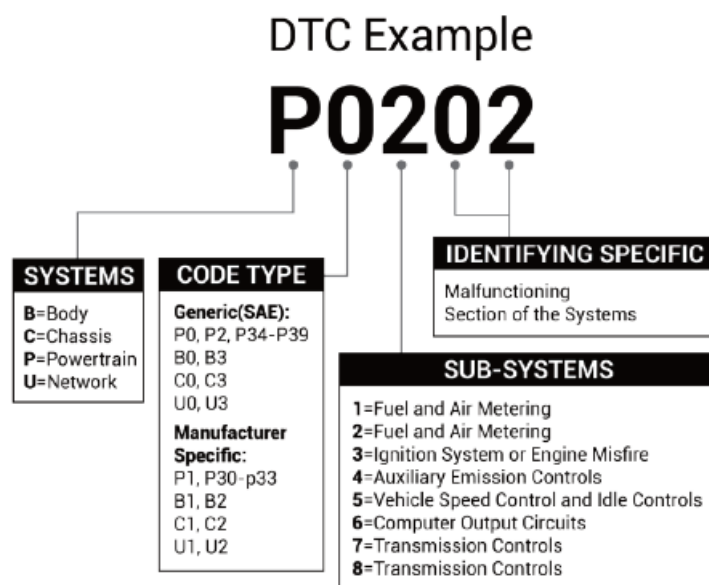 DTC Example
P0202
SYSTEMS
B=Body
C=Chassis
P=Powertrain
U=Network
CODE TYPE
Generic(SAE):
P0, P2, P34-P39
B0, B3
C0, C3
U0, U3
Manufacturer
Specific:
P1, P30-p33
B1, B2
C1, C2
U1, U2
IDENTIFYING SPECIFIC
Malfunctioning
Section of the Systems
SUB-SYSTEMS
1=Fuel and Air Metering
2=Fuel and Air Metering
3=Ignition System or Engine Misfire
4=Auxiliary Emission Controls
5=Vehicle Speed Control and Idle Controls
6=Computer Output Circuits
7=Transmission Controls
8=Transmission Controls